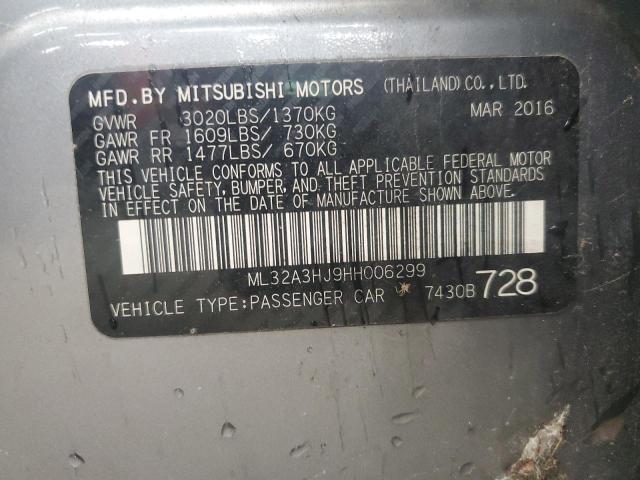 MFD.BY MITSUBISHI MOTORS (THAILAND)CO., LTD.
GVWR 3020LBS/1370KG MAR 2016
GAWR FR 1609LBS/ 730KG
GAWR RR 1477LBS/ 670KG
THIS VEHICLE CONFORMS TO ALL APPLICABLE FEDERAL MOTOR
VEHICLE SAFETY, BUMPER, AND THEFT PREVENTION STANDARDS
IN EFFECT ON THE DATE OF MANUFACTURE SHOWN ABOVE.
ML32A3HJ9HH006299
VEHICLE TYPE:PASSENGER CAR 7430B 728